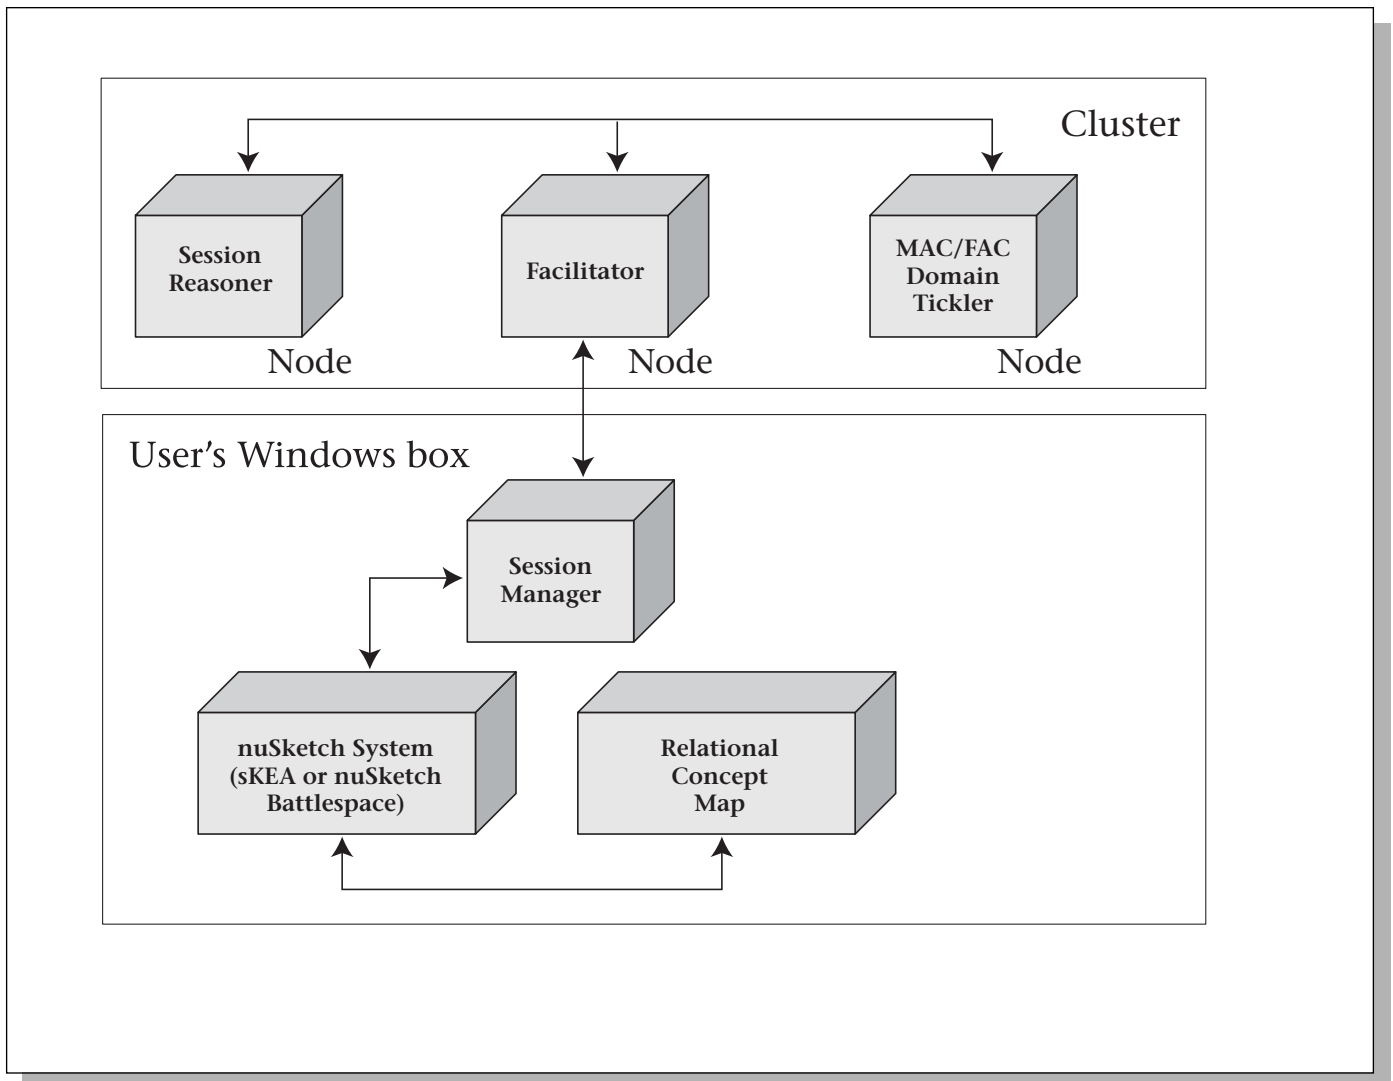 Cluster
Session
Reasoner
Node
Facilitator
Node
MAC/FAC
Domain
Tickler
Node
User’s Windows box
Session
Manager
nuSketch System
(sKEA or nuSketch
Battlespace)
Relational
Concept
Map